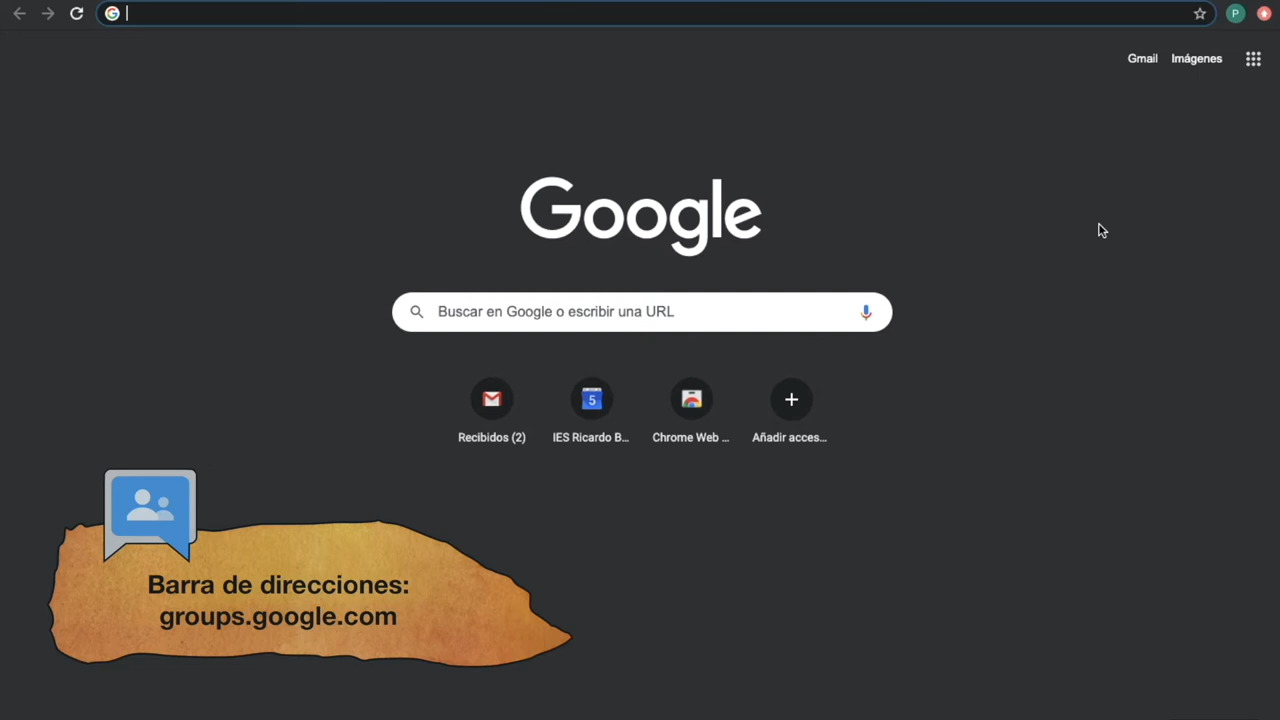 P
Gmail Imágenes
Google
Buscar en Google o escribir una URL
5
Recibidos (2) IES Ricardo B... Chrome Web ... Añadir acces...
Barra de direcciones:
groups.google.com